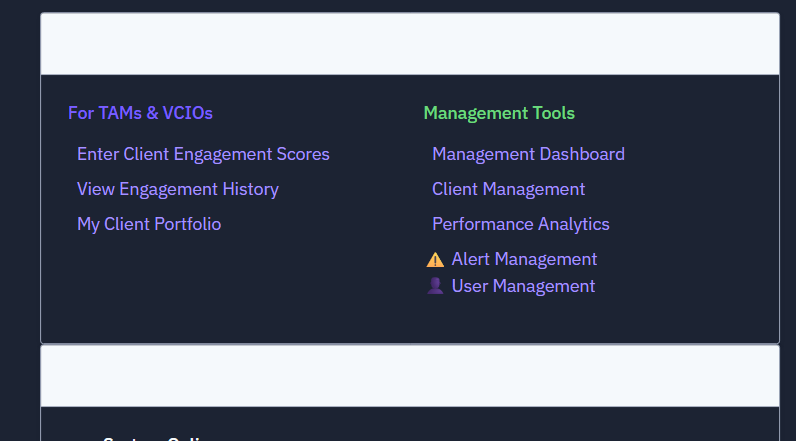 For TAMs & VCIOs
Enter Client Engagement Scores
View Engagement History
My Client Portfolio
Management Tools
Management Dashboard
Client Management
Performance Analytics
Alert Management
User Management